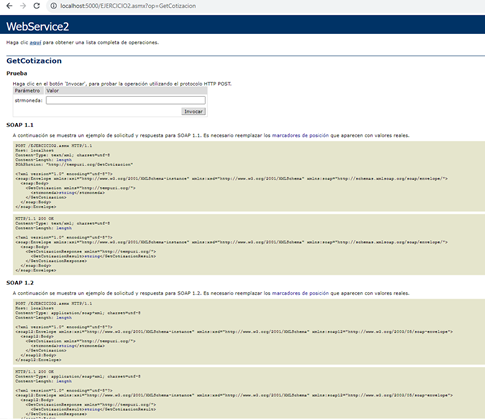 localhost:5000/EJERCICIO2.asmx?op=GetCotizacion
WebService2
Haga clic aquí para obtener una lista completa de operaciones.
GetCotizacion
Prueba
Haga clic en el botón 'Invocar', para probar la operación utilizando el protocolo HTTP POST.
Parámetro Valor
strmoneda:
Invocar
SOAP 1.1
A continuación se muestra un ejemplo de solicitud y respuesta para SOAP 1.1. Es necesario reemplazar los marcadores de posición que aparecen con valores reales.
POST /EJERCICIO2.asmx HTTP/1.1
Host: localhost
Content-Type: text/xml; charset=utf-8
Content-Length: length
SOAPAction: "http://tempuri.org/GetCotizacion"
<?xml version="1.0" encoding="utf-8"?>
<soap:Envelope xmlns:xsi="http://www.w3.org/2001/XMLSchema-instance" xmlns:xsd="http://www.w3.org/2001/XMLSchema" xmlns:soap="http://schemas.xmlsoap.org/soap/envelope/">
<soap:Body>
<GetCotizacion xmlns="http://tempuri.org/">
<strmoneda>string</strmoneda>
</GetCotizacion>
</soap:Body>
</soap:Envelope>
HTTP/1.1 200 OK
Content-Type: text/xml; charset=utf-8
Content-Length: length
<?xml version="1.0" encoding="utf-8"?>
<soap:Envelope xmlns:xsi="http://www.w3.org/2001/XMLSchema-instance" xmlns:xsd="http://www.w3.org/2001/XMLSchema" xmlns:soap="http://schemas.xmlsoap.org/soap/envelope/">
<soap:Body>
<GetCotizacionResponse xmlns="http://tempuri.org/">
<GetCotizacionResult>string</GetCotizacionResult>
</GetCotizacionResponse>
</soap:Body>
</soap:Envelope>
SOAP 1.2
A continuación se muestra un ejemplo de solicitud y respuesta para SOAP 1.2. Es necesario reemplazar los marcadores de posición que aparecen con valores reales.
POST /EJERCICIO2.asmx HTTP/1.1
Host: localhost
Content-Type: application/soap+xml; charset=utf-8
Content-Length: length
<?xml version="1.0" encoding="utf-8"?>
<soap12:Envelope xmlns:xsi="http://www.w3.org/2001/XMLSchema-instance" xmlns:xsd="http://www.w3.org/2001/XMLSchema" xmlns:soap12="http://www.w3.org/2003/05/soap-envelope">
<soap12:Body>
<GetCotizacion xmlns="http://tempuri.org/">
<strmoneda>string</strmoneda>
</GetCotizacion>
</soap12:Body>
</soap12:Envelope>
HTTP/1.1 200 OK
Content-Type: application/soap+xml; charset=utf-8
Content-Length: length
<?xml version="1.0" encoding="utf-8"?>
<soap12:Envelope xmlns:xsi="http://www.w3.org/2001/XMLSchema-instance" xmlns:xsd="http://www.w3.org/2001/XMLSchema" xmlns:soap12="http://www.w3.org/2003/05/soap-envelope">
<soap12:Body>
<GetCotizacionResponse xmlns="http://tempuri.org/">
<GetCotizacionResult>string</GetCotizacionResult>